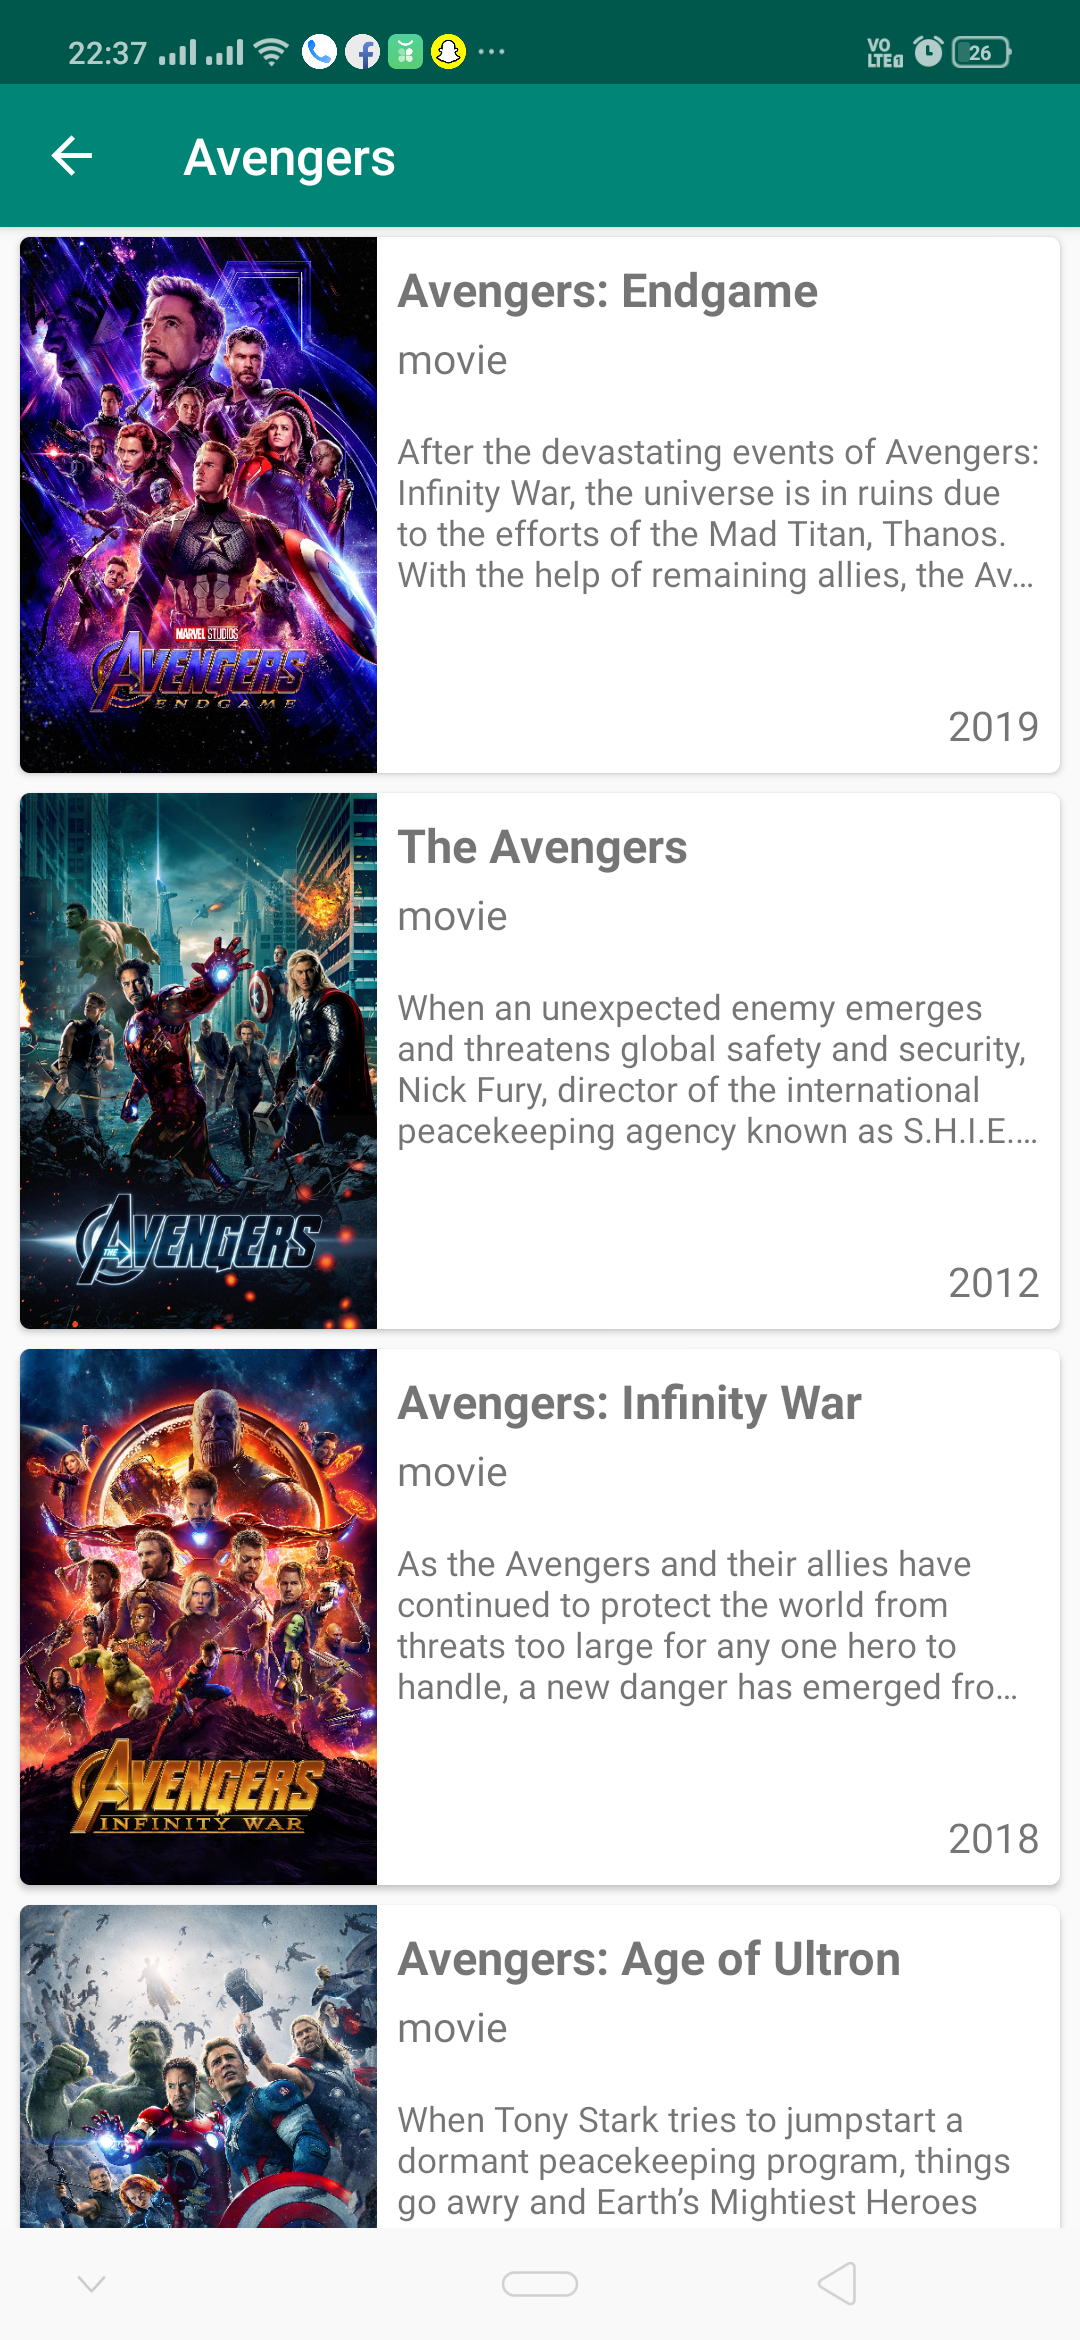 22:37
VO
LTE
26
Avengers
MARVEL STUDIOS
AVENGERS
ENDGAME
Avengers: Endgame
movie
After the devastating events of Avengers:
Infinity War, the universe is in ruins due
to the efforts of the Mad Titan, Thanos.
With the help of remaining allies, the Av...
2019
THE
AVENGERS
The Avengers
movie
When an unexpected enemy emerges
and threatens global safety and security,
Nick Fury, director of the international
peacekeeping agency known as S.H.I.E....
2012
AVENGERS
INFINITY WAR
Avengers: Infinity War
movie
As the Avengers and their allies have
continued to protect the world from
threats too large for any one hero to
handle, a new danger has emerged fro...
2018
Avengers: Age of Ultron
movie
When Tony Stark tries to jumpstart a
dormant peacekeeping program, things
go awry and Earth’s Mightiest Heroes